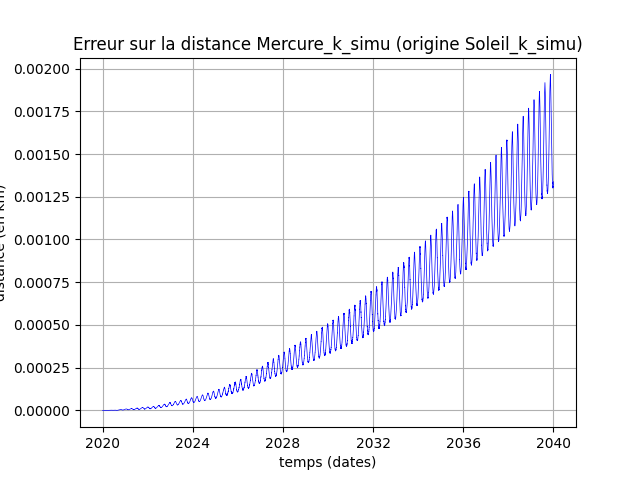 Erreur sur la distance Mercure_k_simu (origine Soleil_k_simu)
0.00200
0.00175
0.00150
0.00125
0.00100
0.00075
0.00050
0.00025
0.00000
distance (en km)
2020 2024 2028 2032 2036 2040
temps (dates)